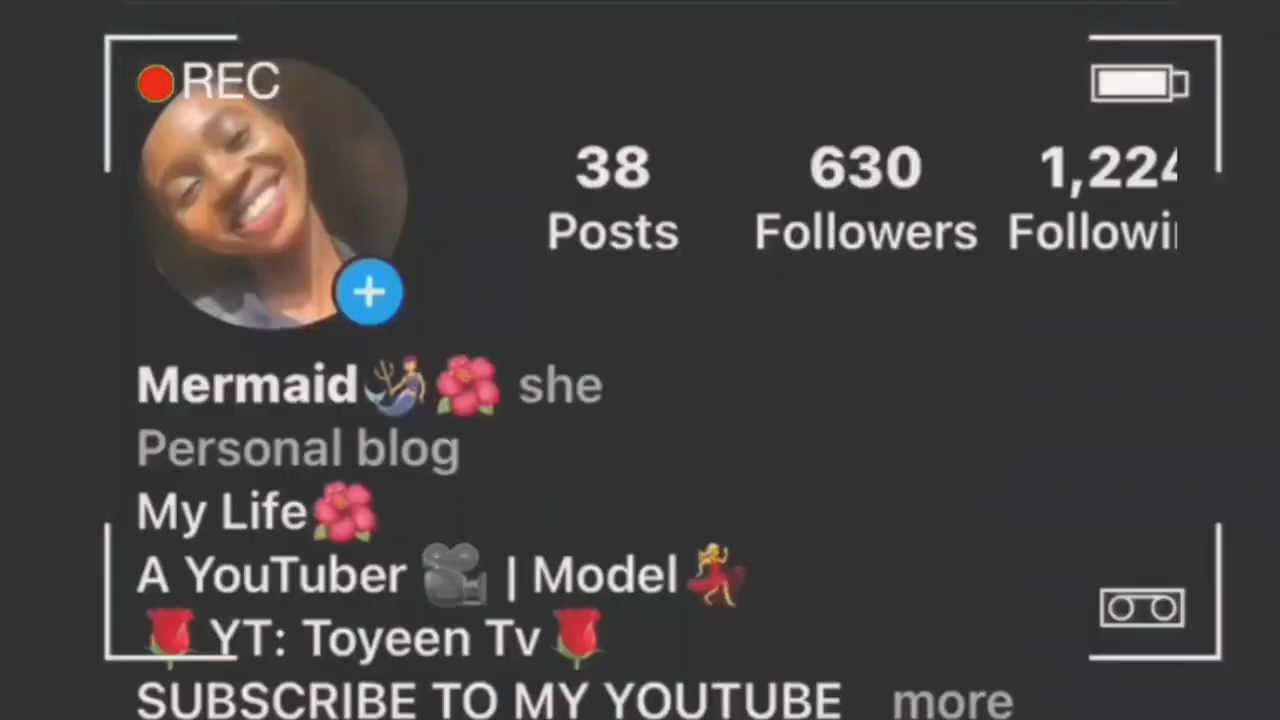 REC
38 630 1,224
Posts Followers
Mermaid🧜‍♀️🌺 she
Personal blog
My Life🌺
A YouTuber 🎥 | Model💃
🌹 YT: Toyeen Tv🌹
SUBSCRIBE TO MY YOUTUBE more